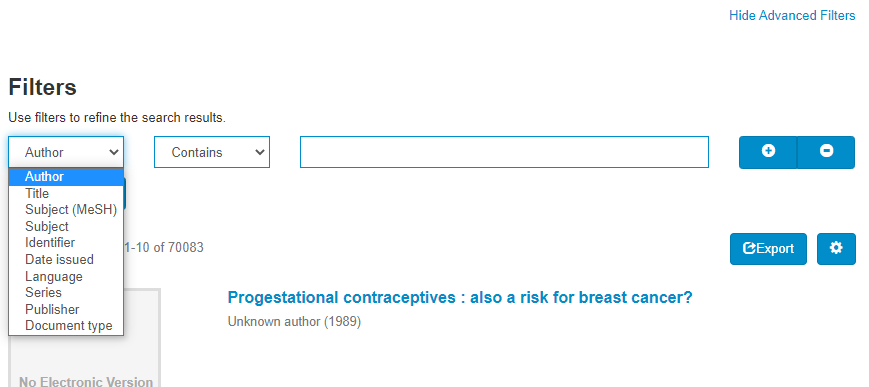 Hide Advanced Filters
Filters
Use filters to refine the search results.
Author
Contains
Author
Title
Subject (MeSH)
Subject
Identifier
Date issued
Language
Series
Publisher
Document type
1-10 of 70083
Export
Progestational contraceptives : also a risk for breast cancer?
Unknown author (1989)
No Electronic Version